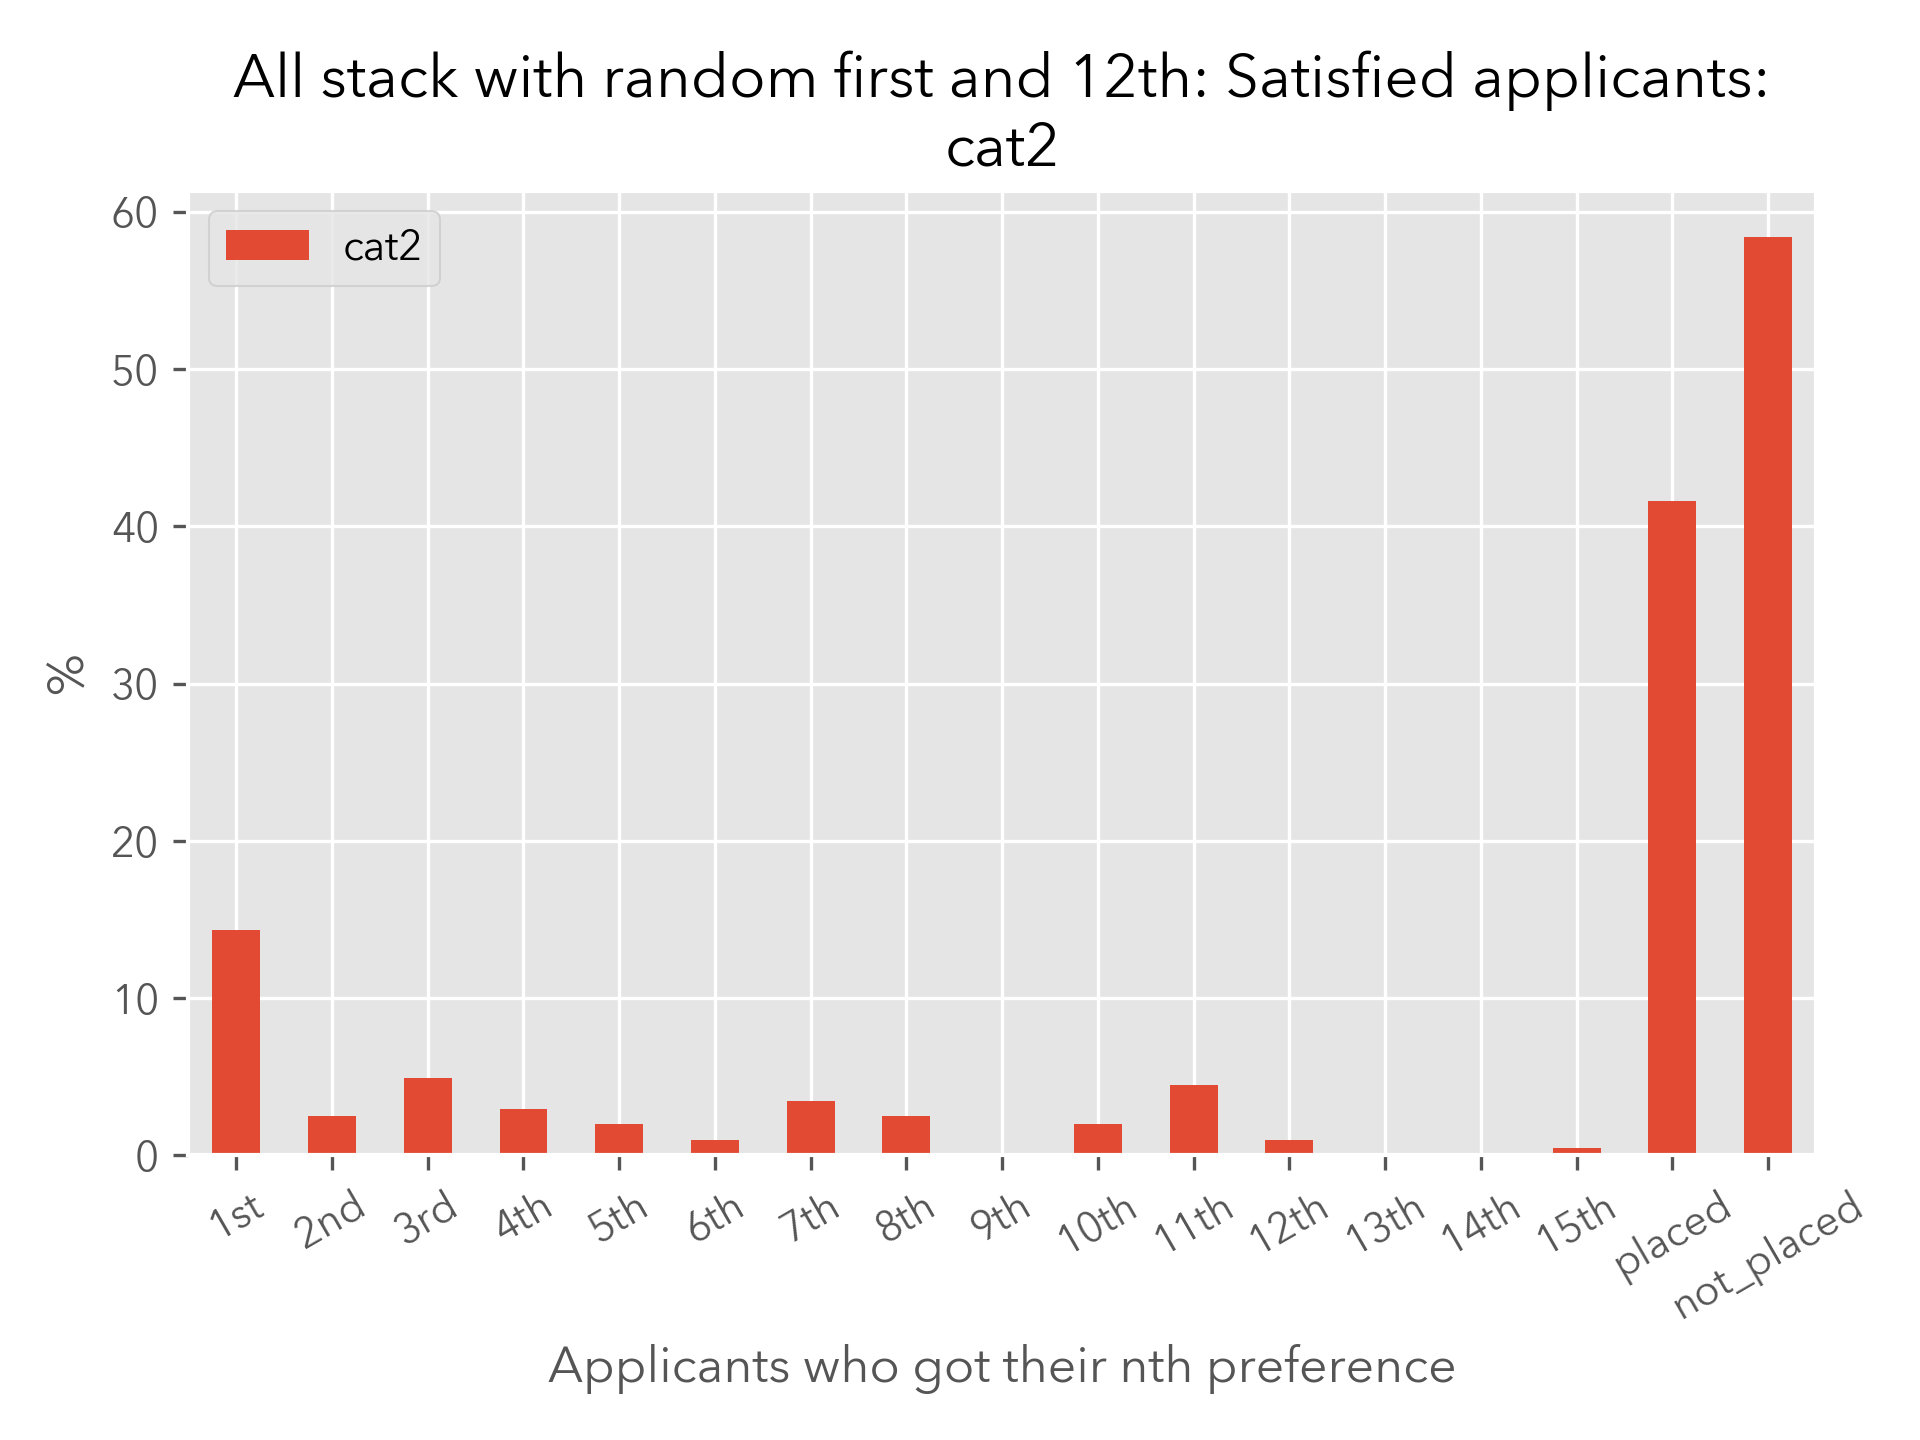 All stack with random first and 12th: Satisfied applicants:
cat2
cat2
60
50
40
30
20
10
0
%
1st
2nd
3rd
4th
5th
6th
7th
8th
9th
10th
11th
12th
13th
14th
15th
placed
not_placed
Applicants who got their nth preference